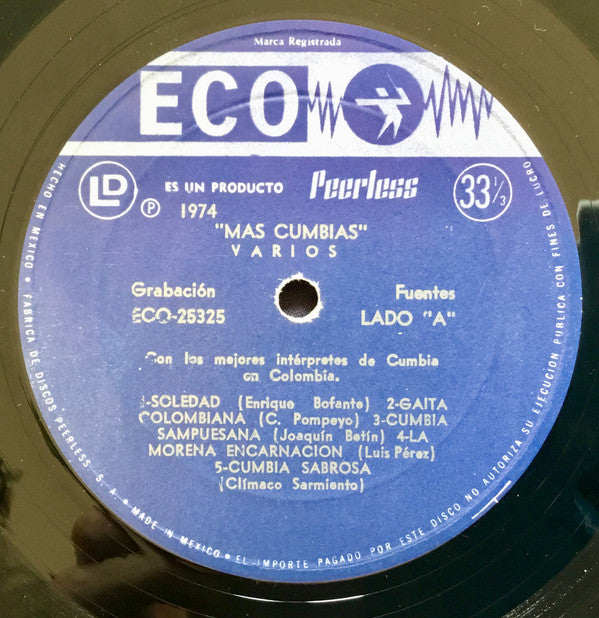 Marca Registrada
ECO
LD
ES UN PRODUCTO Peerless
33 1/3
Ⓟ 1974
"MAS CUMBIAS"
VARIOS
Grabación Fuentes
ECO-25325 LADO "A"
Con los mejores intérpretes de Cumbia
en Colombia.
1-SOLEDAD (Enrique Bofante) 2-GAITA
COLOMBIANA (C. Pompeyo) 3-CUMBIA
SAMPUESANA (Joaquín Betín) 4-LA
MORENA ENCARNACION (Luis Pérez)
5-CUMBIA SABROSA
(Clímaco Sarmiento)
HECHO EN MEXICO • FABRICA DE DISCOS PEERLESS S. A. • MADE IN MEXICO • EL IMPORTE PAGADO POR ESTE DISCO NO AUTORIZA SU EJECUCION PUBLICA CON FINES DE LUCRO